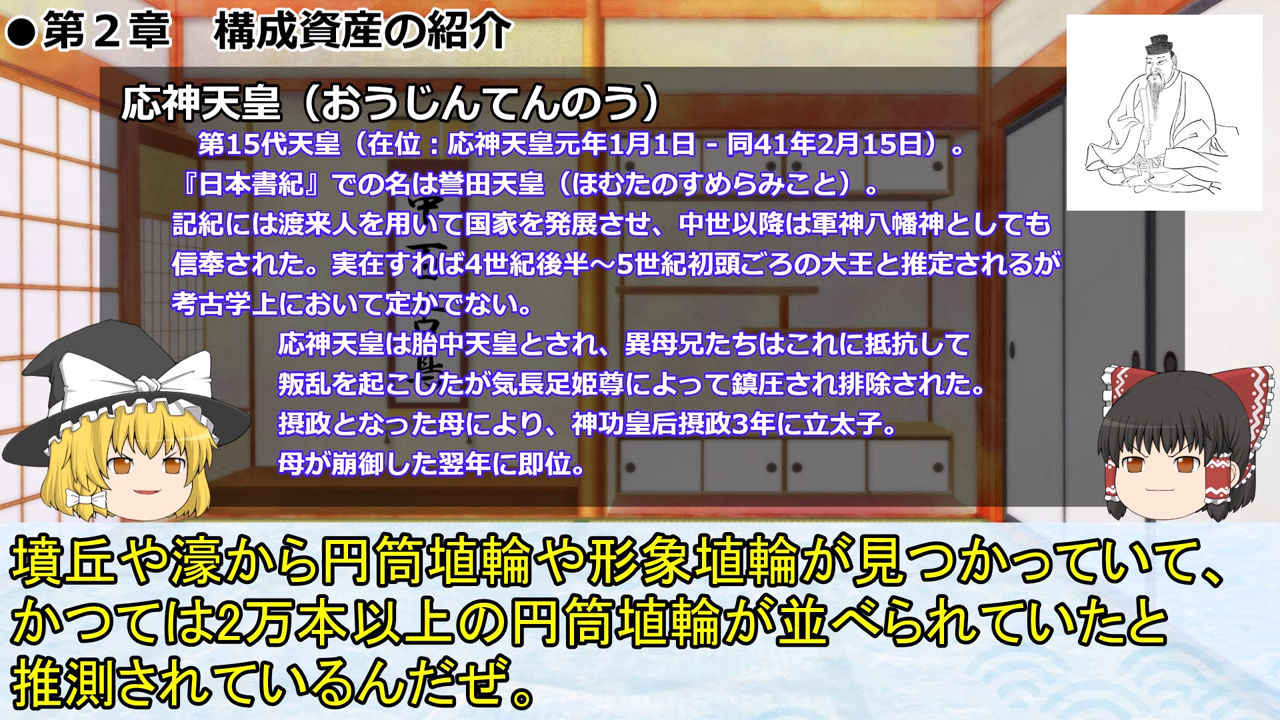 ●第２章　構成資産の紹介
応神天皇（おうじんてんのう）
第15代天皇（在位：応神天皇元年1月1日 - 同41年2月15日）。
『日本書紀』での名は誉田天皇（ほむたのすめらみこと）。
記紀には渡来人を用いて国家を発展させ、中世以降は軍神八幡神としても
信奉された。実在すれば4世紀後半～5世紀初頭ごろの大王と推定されるが
考古学上において定かでない。
応神天皇は胎中天皇とされ、異母兄たちはこれに抵抗して
叛乱を起こしたが気長足姫尊によって鎮圧され排除された。
摂政となった母により、神功皇后摂政3年に立太子。
母が崩御した翌年に即位。
墳丘や濠から円筒埴輪や形象埴輪が見つかっていて、
かつては2万本以上の円筒埴輪が並べられていたと
推測されているんだぜ。